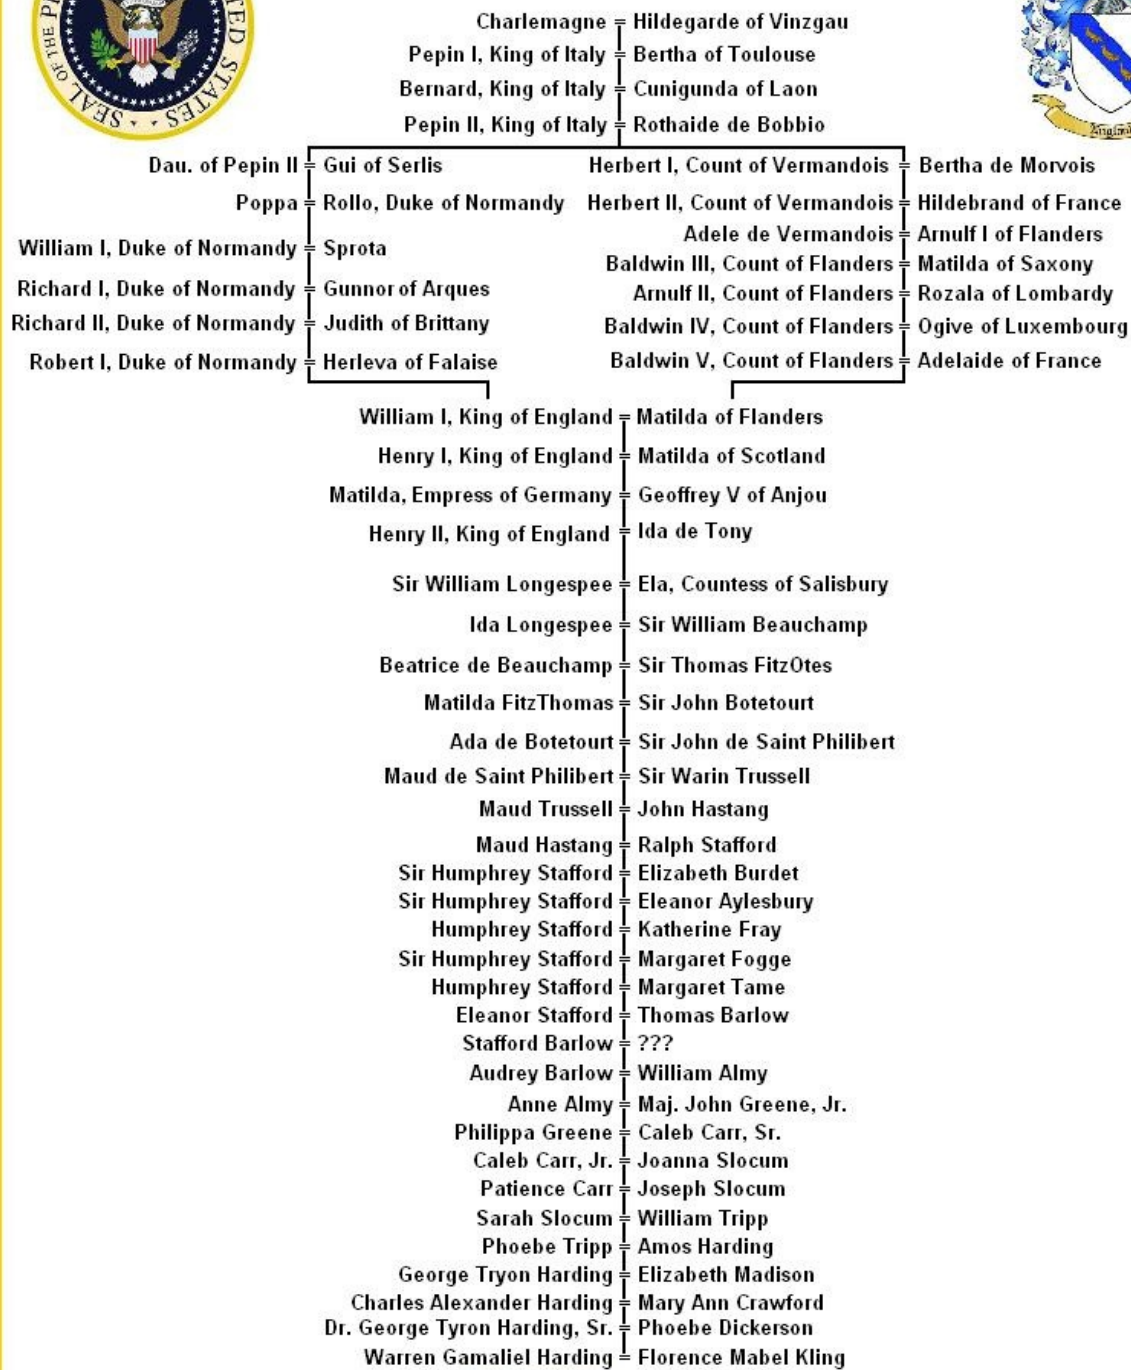 SEAL OF THE P
TED STATES
Charlemagne = Hildegarde of Vinzgau
Pepin I, King of Italy = Bertha of Toulouse
Bernard, King of Italy = Cunigunda of Laon
Pepin II, King of Italy = Rothaide de Bobbio
Dau. of Pepin II = Gui of Serlis
Herbert I, Count of Vermandois = Bertha de Morvois
Poppa = Rollo, Duke of Normandy
Herbert II, Count of Vermandois = Hildebrand of France
Adele de Vermandois = Arnulf I of Flanders
William I, Duke of Normandy = Sprota
Baldwin III, Count of Flanders = Matilda of Saxony
Richard I, Duke of Normandy = Gunnor of Arques
Arnulf II, Count of Flanders = Rozala of Lombardy
Richard II, Duke of Normandy = Judith of Brittany
Baldwin IV, Count of Flanders = Ogive of Luxembourg
Robert I, Duke of Normandy = Herleva of Falaise
Baldwin V, Count of Flanders = Adelaide of France
William I, King of England = Matilda of Flanders
Henry I, King of England = Matilda of Scotland
Matilda, Empress of Germany = Geoffrey V of Anjou
Henry II, King of England = Ida de Tony
Sir William Longespee = Ela, Countess of Salisbury
Ida Longespee = Sir William Beauchamp
Beatrice de Beauchamp = Sir Thomas FitzOtes
Matilda FitzThomas = Sir John Botetourt
Ada de Botetourt = Sir John de Saint Philibert
Maud de Saint Philibert = Sir Warin Trussell
Maud Trussell = John Hastang
Maud Hastang = Ralph Stafford
Sir Humphrey Stafford = Elizabeth Burdet
Sir Humphrey Stafford = Eleanor Aylesbury
Humphrey Stafford = Katherine Fray
Sir Humphrey Stafford = Margaret Fogge
Humphrey Stafford = Margaret Tame
Eleanor Stafford = Thomas Barlow
Stafford Barlow = ???
Audrey Barlow = William Almy
Anne Almy = Maj. John Greene, Jr.
Philippa Greene = Caleb Carr, Sr.
Caleb Carr, Jr. = Joanna Slocum
Patience Carr = Joseph Slocum
Sarah Slocum = William Tripp
Phoebe Tripp = Amos Harding
George Tryon Harding = Elizabeth Madison
Charles Alexander Harding = Mary Ann Crawford
Dr. George Tyron Harding, Sr. = Phoebe Dickerson
Warren Gamaliel Harding = Florence Mabel Kling